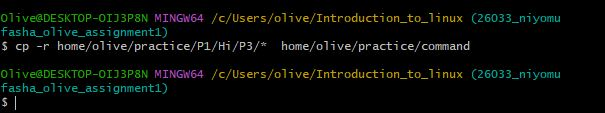 Olive@DESKTOP-OIJ3P8N MINGW64 /c/Users/olive/Introduction_to_linux (26033_niyomu
fasha_olive_assignment1)
$ cp -r home/olive/practice/P1/Hi/P3/*  home/olive/practice/command
Olive@DESKTOP-OIJ3P8N MINGW64 /c/Users/olive/Introduction_to_linux (26033_niyomu
fasha_olive_assignment1)
$